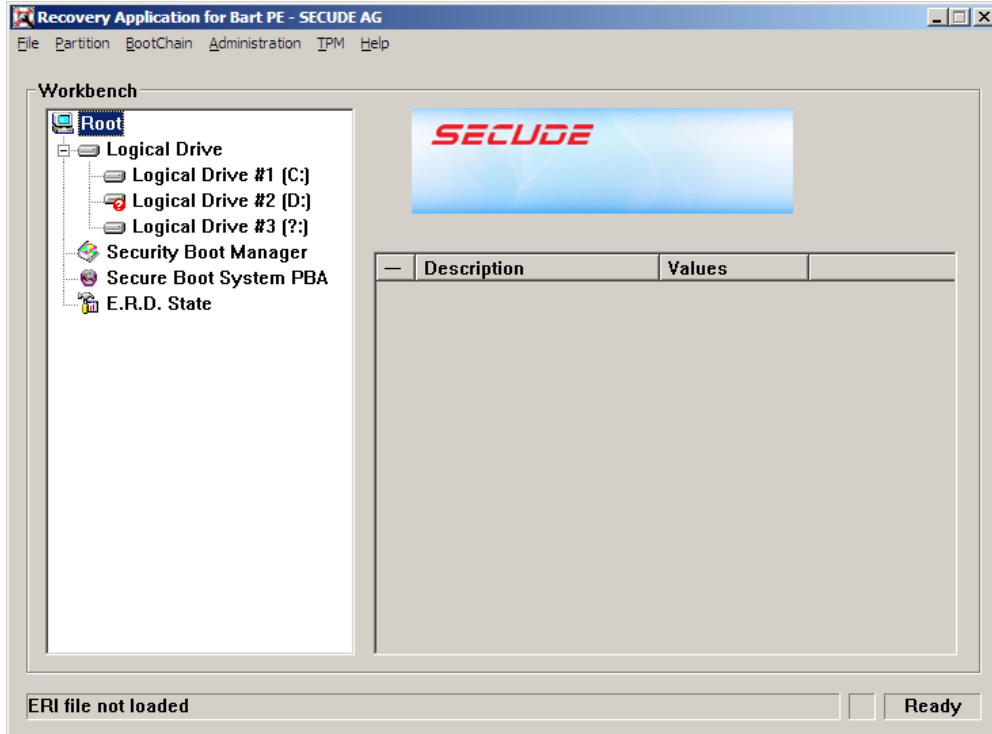 Recovery Application for Bart PE - SECUDE AG
File Partition BootChain Administration TPM Help
Workbench
Root
Logical Drive
Logical Drive #1 (C:)
Logical Drive #2 (D:)
Logical Drive #3 (?:)
Security Boot Manager
Secure Boot System PBA
E.R.D. State
SECUDE
— Description Values
ERI file not loaded
Ready